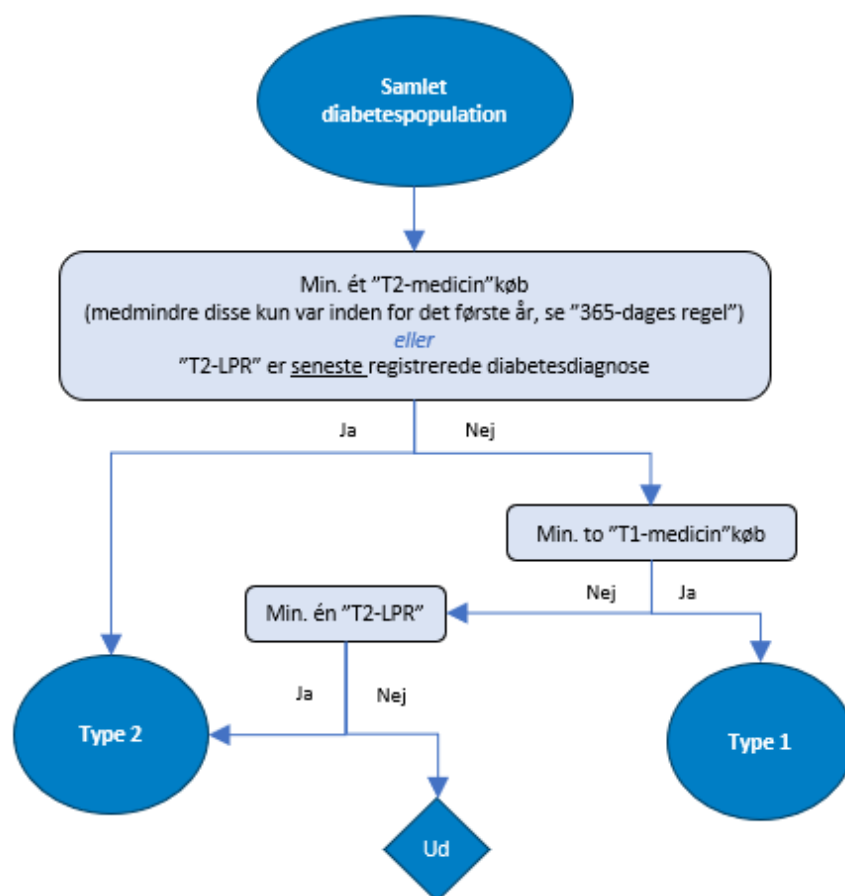 Samlet
diabetespopulation
Min. ét ”T2-medicin”køb
(medmindre disse kun var inden for det første år, se ”365-dages regel”)
eller
”T2-LPR” er seneste registrerede diabetesdiagnose
Ja
Nej
Min. to ”T1-medicin”køb
Nej
Ja
Min. én ”T2-LPR”
Ja
Nej
Type 2
Type 1
Ud